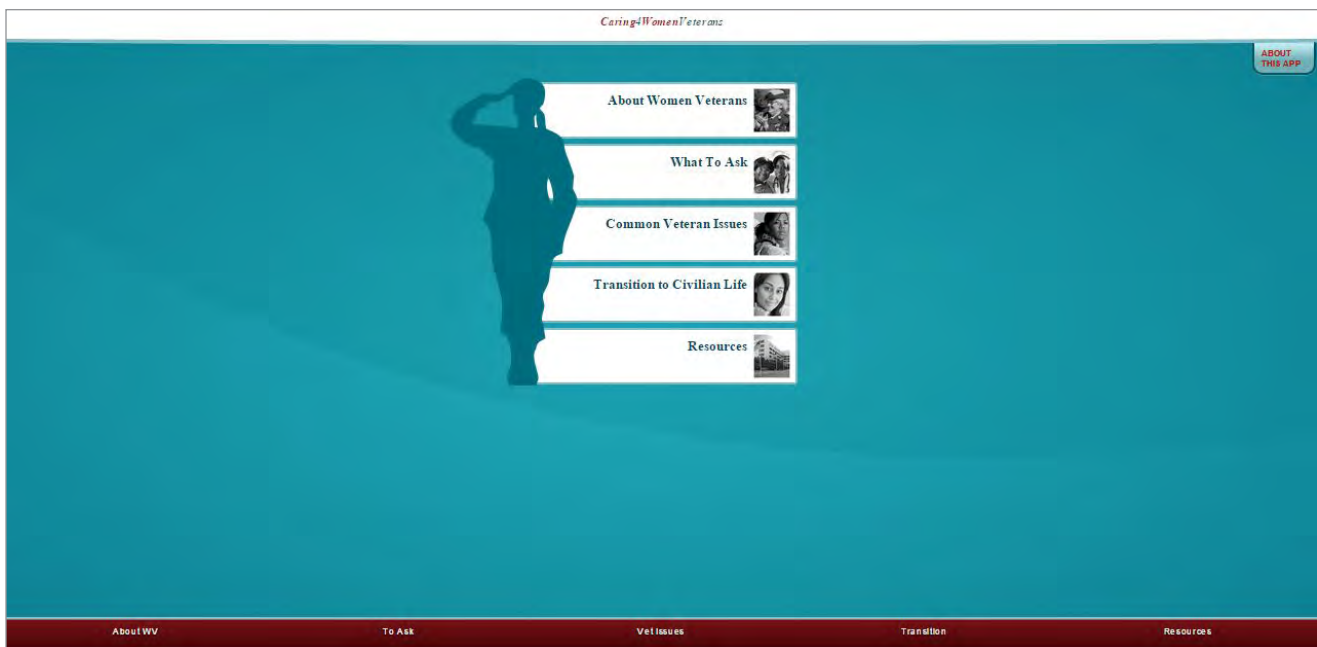 Caring4WomenVeterans
ABOUT
THIS APP
About Women Veterans
What To Ask
Common Veteran Issues
Transition to Civilian Life
Resources
About WV
To Ask
Vet Issues
Transition
Resources